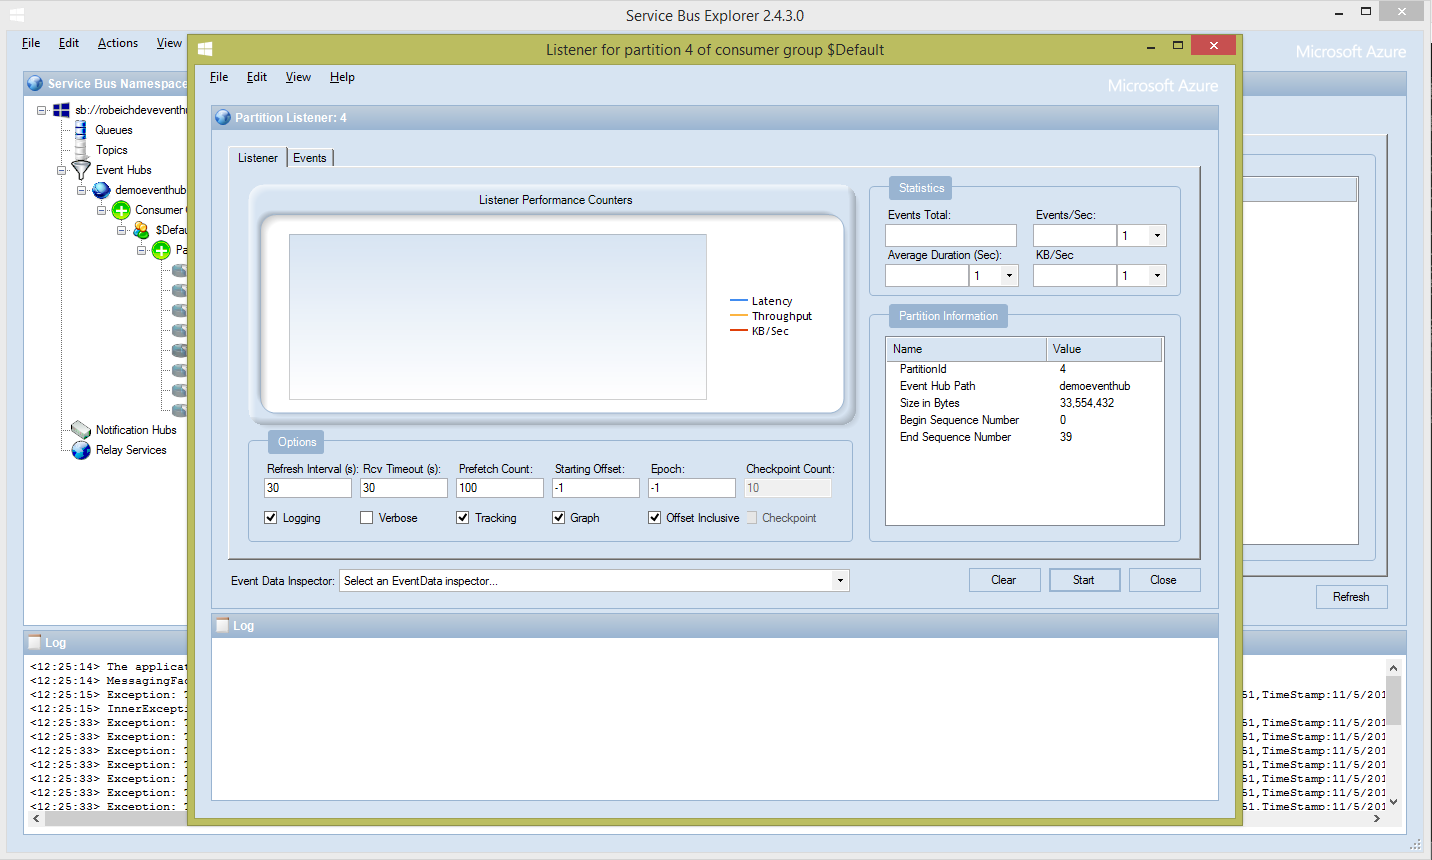 Service Bus Explorer 2.4.3.0
File Edit Actions View
Microsoft Azure
Service Bus Namespace
sb://robeichdeveventhu
Queues
Topics
Event Hubs
demoeventhub
Consumer
$Defau
Pa
Notification Hubs
Relay Services
Refresh
Listener for partition 4 of consumer group $Default
File Edit View Help
Microsoft Azure
Partition Listener: 4
Listener Events
Listener Performance Counters
Latency
Throughput
KB/Sec
Statistics
Events Total: Events/Sec:
1
Average Duration (Sec): KB/Sec
1 1
Partition Information
Name Value
PartitionId 4
Event Hub Path demoeventhub
Size in Bytes 33,554,432
Begin Sequence Number 0
End Sequence Number 39
Options
Refresh Interval (s): Rcv Timeout (s): Prefetch Count: Starting Offset: Epoch: Checkpoint Count:
30 30 100 -1 -1 10
Logging Verbose Tracking Graph Offset Inclusive Checkpoint
Event Data Inspector: Select an EventData inspector...
Clear Start Close
Log
Log
<12:25:14> The applicat
<12:25:14> MessagingFac
<12:25:15> Exception: T 51,TimeStamp:11/5/201
<12:25:15> InnerExcepti
<12:25:33> Exception: T 51,TimeStamp:11/5/201
<12:25:33> Exception: T 51,TimeStamp:11/5/201
<12:25:33> Exception: T 51,TimeStamp:11/5/201
<12:25:33> Exception: T 51,TimeStamp:11/5/201
<12:25:33> Exception: T 51,TimeStamp:11/5/201
<12:25:33> Exception: T 51,TimeStamp:11/5/201
<12:25:33> Exception: T 51.TimeStamp:11/5/201